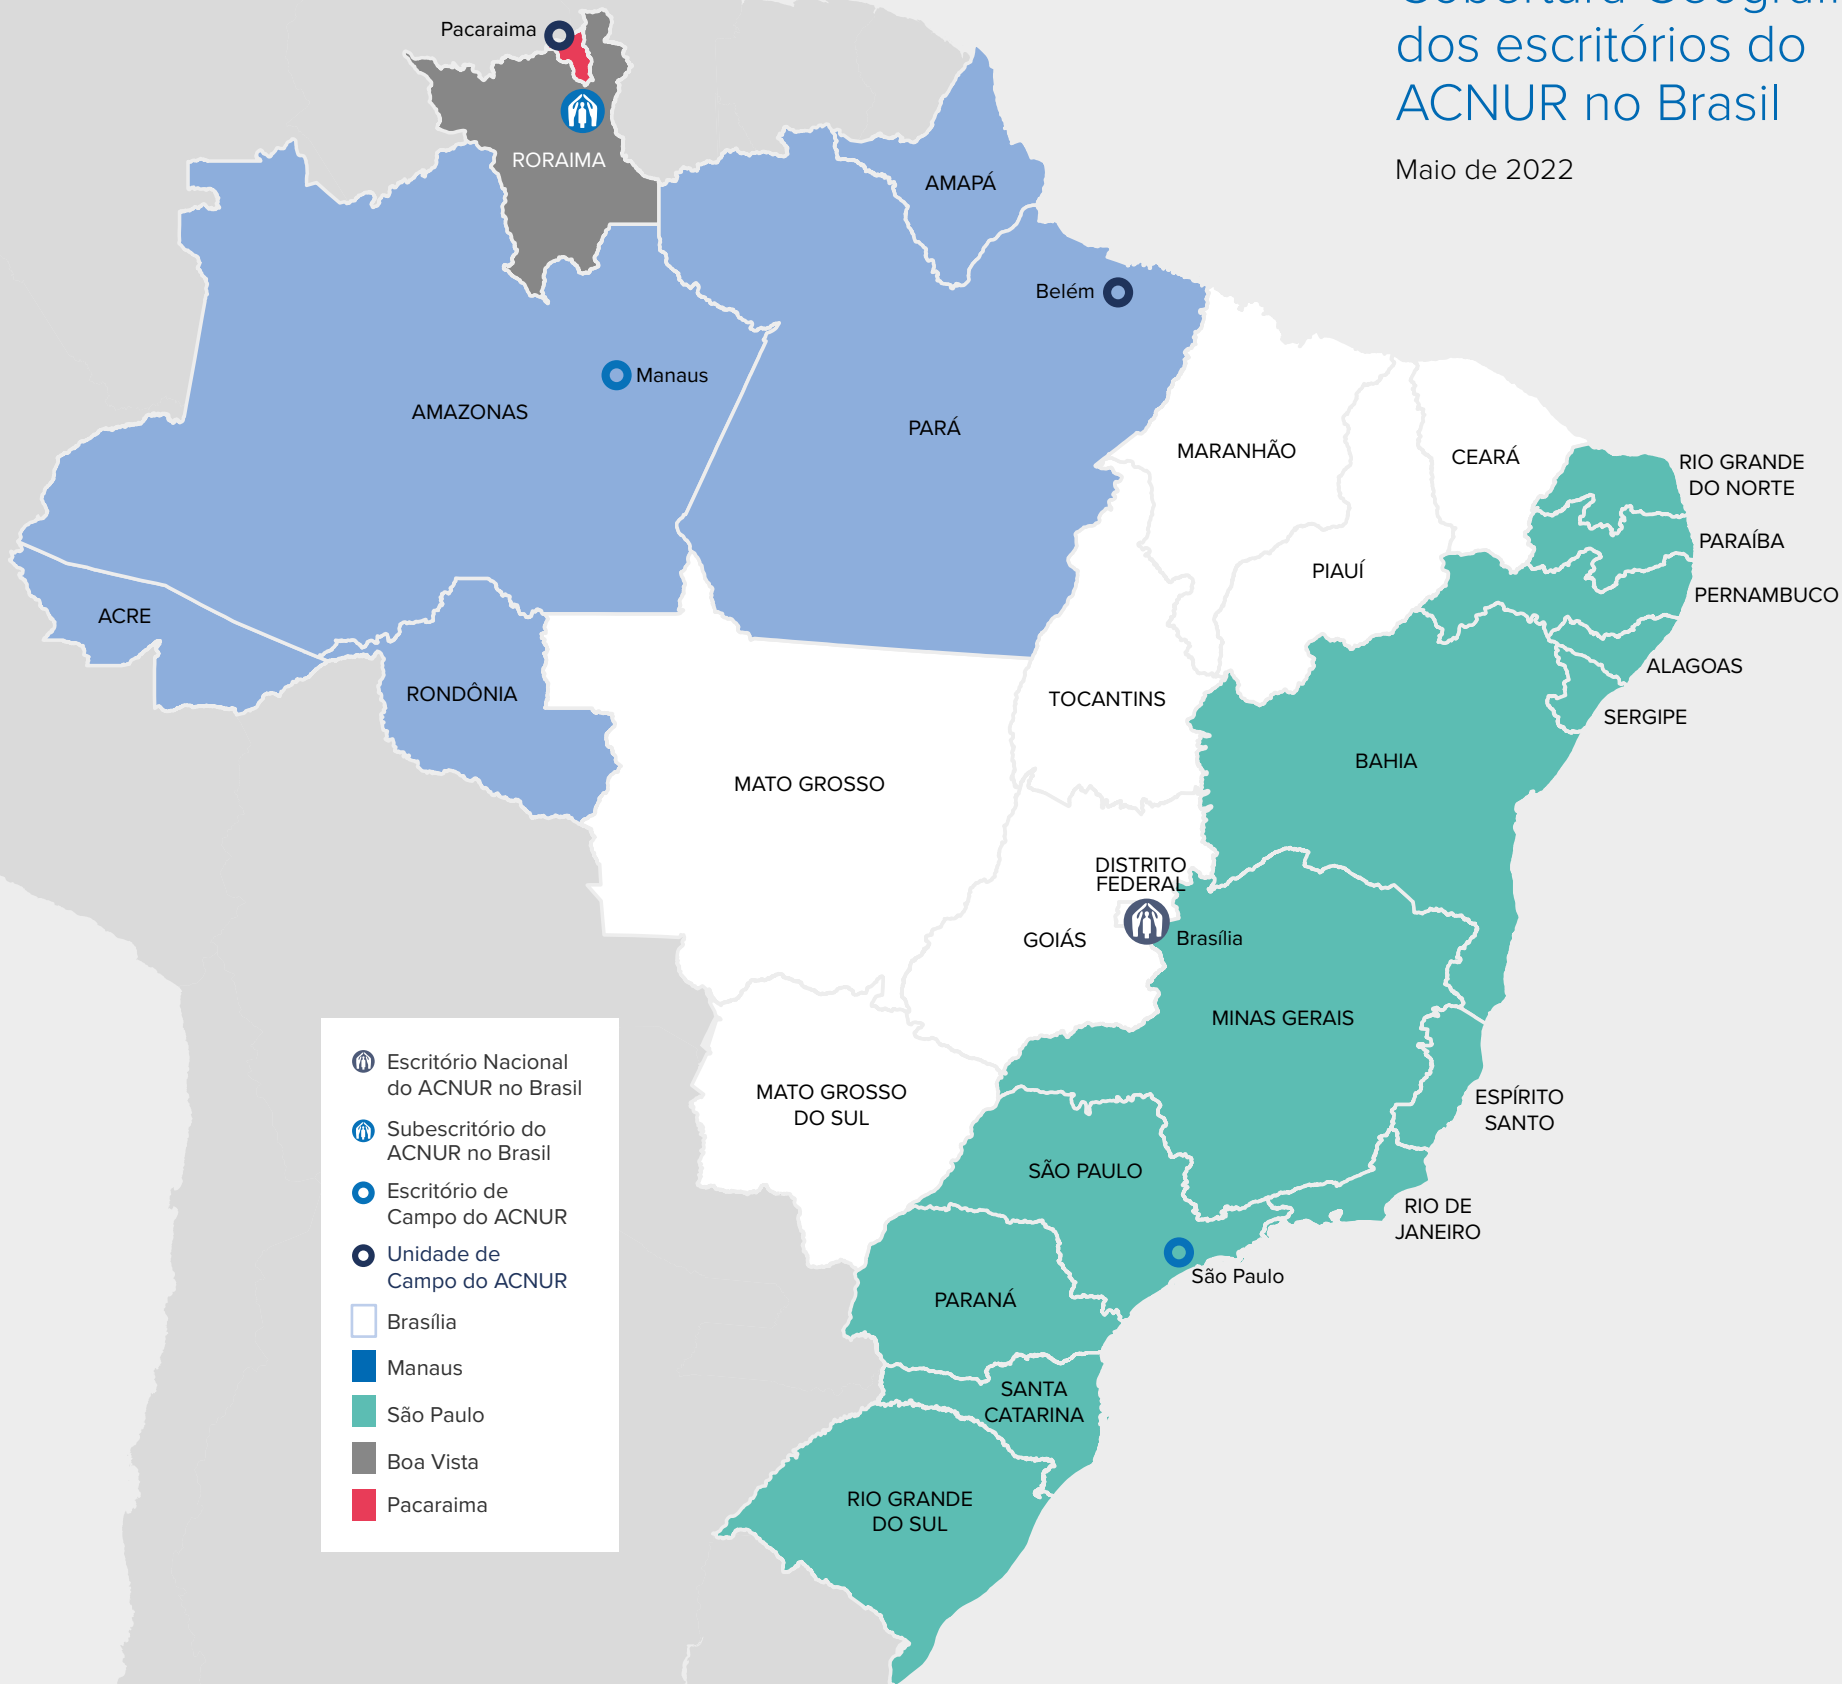 dos escritórios do
ACNUR no Brasil
Maio de 2022
Pacaraima
RORAIMA
AMAPÁ
Belém
Manaus
AMAZONAS
PARÁ
MARANHÃO
CEARÁ
RIO GRANDE
DO NORTE
PARAÍBA
PIAUÍ
PERNAMBUCO
ACRE
ALAGOAS
RONDÔNIA
TOCANTINS
SERGIPE
BAHIA
MATO GROSSO
DISTRITO
FEDERAL
GOIÁS
Brasília
MINAS GERAIS
MATO GROSSO
DO SUL
ESPÍRITO
SANTO
SÃO PAULO
RIO DE
JANEIRO
São Paulo
PARANÁ
SANTA
CATARINA
RIO GRANDE
DO SUL
Escritório Nacional
do ACNUR no Brasil
Subescritório do
ACNUR no Brasil
Escritório de
Campo do ACNUR
Unidade de
Campo do ACNUR
Brasília
Manaus
São Paulo
Boa Vista
Pacaraima